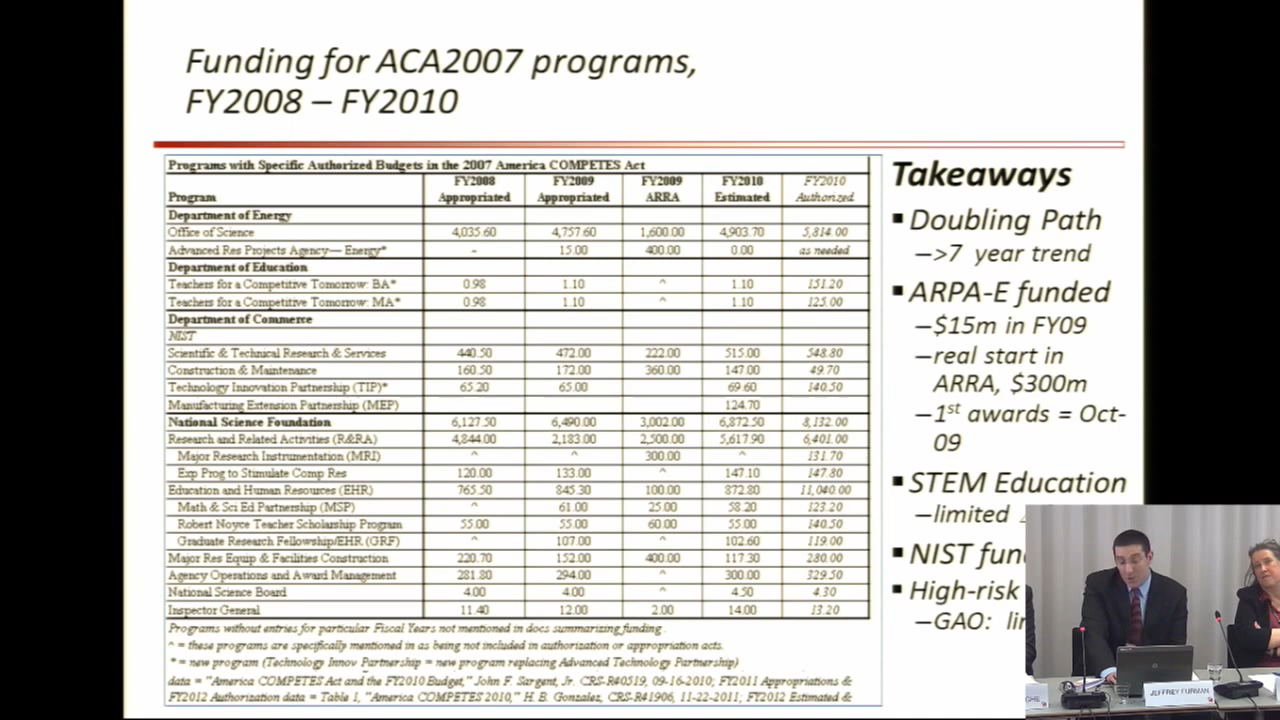 Funding for ACA2007 programs,
FY2008 – FY2010
Programs with Specific Authorized Budgets in the 2007 America COMPETES Act
Program FY2008 Appropriated FY2009 Appropriated FY2009 ARRA FY2010 Estimated FY2010 Authorized
Department of Energy
Office of Science 4,035.60 4,757.60 1,600.00 4,903.70 5,814.00
Advanced Res Projects Agency— Energy* – 15.00 400.00 0.00 as needed
Department of Education
Teachers for a Competitive Tomorrow: BA* 0.98 1.10 ^ 1.10 151.20
Teachers for a Competitive Tomorrow: MA* 0.98 1.10 ^ 1.10 125.00
Department of Commerce
NIST
Scientific & Technical Research & Services 440.50 472.00 222.00 515.00 548.80
Construction & Maintenance 160.50 172.00 360.00 147.00 49.70
Technology Innovation Partnership (TIP)* 65.20 65.00 69.60 140.50
Manufacturing Extension Partnership (MEP) 124.70
National Science Foundation 6,127.50 6,490.00 3,002.00 6,872.50 8,132.00
Research and Related Activities (R&RA) 4,844.00 2,183.00 2,500.00 5,617.90 6,401.00
Major Research Instrumentation (MRI) ^ ^ 300.00 ^ 131.70
Exp Prog to Stimulate Comp Res 120.00 133.00 ^ 147.10 147.80
Education and Human Resources (EHR) 765.50 845.30 100.00 872.80 11,040.00
Math & Sci Ed Partnership (MSP) ^ 61.00 25.00 58.20 123.20
Robert Noyce Teacher Scholarship Program 55.00 55.00 60.00 55.00 140.50
Graduate Research Fellowship/EHR (GRF) ^ 107.00 ^ 102.60 119.00
Major Res Equip & Facilities Construction 220.70 152.00 400.00 117.30 280.00
Agency Operations and Award Management 281.80 294.00 ^ 300.00 329.50
National Science Board 4.00 4.00 ^ 4.50 4.30
Inspector General 11.40 12.00 2.00 14.00 13.20
Programs without entries for particular Fiscal Years not mentioned in docs summarizing funding.
^ = these programs are specifically mentioned in as being not included in authorization or appropriation acts.
* = new program (Technology Innov Partnership = new program replacing Advanced Technology Partnership)
data = "America COMPETES Act and the FY2010 Budget," John F. Sargent, Jr. CRS-R40519, 09-16-2010; FY2011 Appropriations &
FY2012 Authorization data = Table 1, "America COMPETES 2010," H. B. Gonzalez, CRS-R41906, 11-22-2011; FY2012 Estimated &
Takeaways
▪ Doubling Path
–>7 year trend
▪ ARPA-E funded
–$15m in FY09
–real start in
ARRA, $300m
–1st awards = Oct-
09
▪ STEM Education
–limited
▪ NIST fun
▪ High-risk
–GAO:
JEFFREY FURMAN